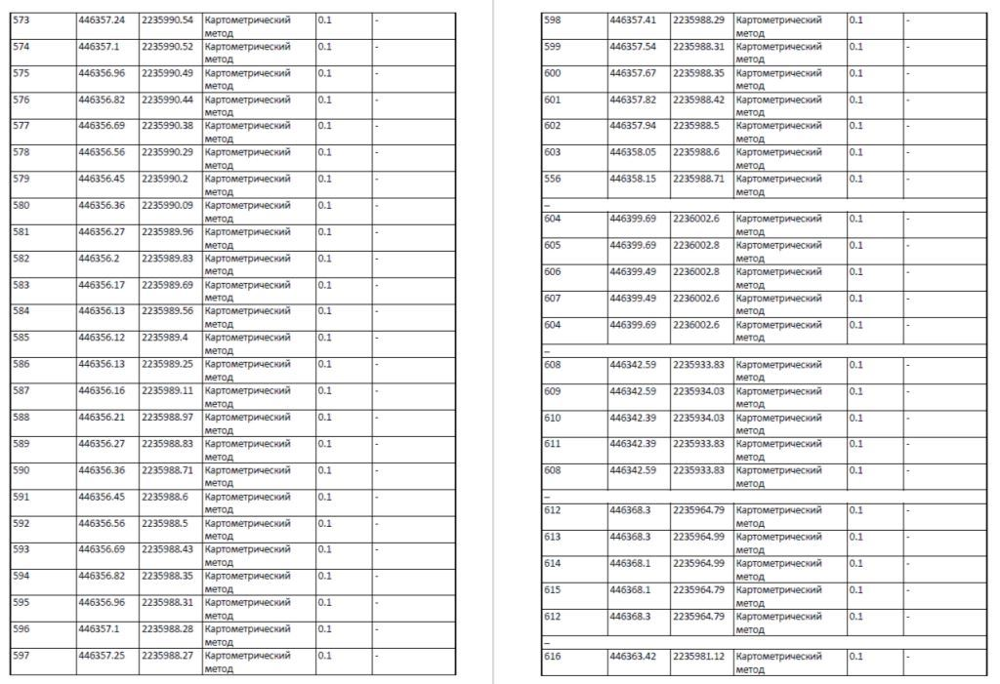 573 446357.24 2235990.54 Картометрический 0.1 -
метод
574 446357.1 2235990.52 Картометрический 0.1 -
метод
575 446356.96 2235990.49 Картометрический 0.1 -
метод
576 446356.82 2235990.44 Картометрический 0.1 -
метод
577 446356.69 2235990.38 Картометрический 0.1 -
метод
578 446356.56 2235990.29 Картометрический 0.1 -
метод
579 446356.45 2235990.2 Картометрический 0.1 -
метод
580 446356.36 2235990.09 Картометрический 0.1 -
метод
581 446356.27 2235989.96 Картометрический 0.1 -
метод
582 446356.2 2235989.83 Картометрический 0.1 -
метод
583 446356.17 2235989.69 Картометрический 0.1 -
метод
584 446356.13 2235989.56 Картометрический 0.1 -
метод
585 446356.12 2235989.4 Картометрический 0.1 -
метод
586 446356.13 2235989.25 Картометрический 0.1 -
метод
587 446356.16 2235989.11 Картометрический 0.1 -
метод
588 446356.21 2235988.97 Картометрический 0.1 -
метод
589 446356.27 2235988.83 Картометрический 0.1 -
метод
590 446356.36 2235988.71 Картометрический 0.1 -
метод
591 446356.45 2235988.6 Картометрический 0.1 -
метод
592 446356.56 2235988.5 Картометрический 0.1 -
метод
593 446356.69 2235988.43 Картометрический 0.1 -
метод
594 446356.82 2235988.35 Картометрический 0.1 -
метод
595 446356.96 2235988.31 Картометрический 0.1 -
метод
596 446357.1 2235988.28 Картометрический 0.1 -
метод
597 446357.25 2235988.27 Картометрический 0.1 -
метод
598 446357.41 2235988.29 Картометрический 0.1 -
метод
599 446357.54 2235988.31 Картометрический 0.1 -
метод
600 446357.67 2235988.35 Картометрический 0.1 -
метод
601 446357.82 2235988.42 Картометрический 0.1 -
метод
602 446357.94 2235988.5 Картометрический 0.1 -
метод
603 446358.05 2235988.6 Картометрический 0.1 -
метод
556 446358.15 2235988.71 Картометрический 0.1 -
метод
–
604 446399.69 2236002.6 Картометрический 0.1 -
метод
605 446399.69 2236002.8 Картометрический 0.1 -
метод
606 446399.49 2236002.8 Картометрический 0.1 -
метод
607 446399.49 2236002.6 Картометрический 0.1 -
метод
604 446399.69 2236002.6 Картометрический 0.1 -
метод
–
608 446342.59 2235933.83 Картометрический 0.1 -
метод
609 446342.59 2235934.03 Картометрический 0.1 -
метод
610 446342.39 2235934.03 Картометрический 0.1 -
метод
611 446342.39 2235933.83 Картометрический 0.1 -
метод
608 446342.59 2235933.83 Картометрический 0.1 -
метод
–
612 446368.3 2235964.79 Картометрический 0.1 -
метод
613 446368.3 2235964.99 Картометрический 0.1 -
метод
614 446368.1 2235964.99 Картометрический 0.1 -
метод
615 446368.1 2235964.79 Картометрический 0.1 -
метод
612 446368.3 2235964.79 Картометрический 0.1 -
метод
–
616 446363.42 2235981.12 Картометрический 0.1 -
метод